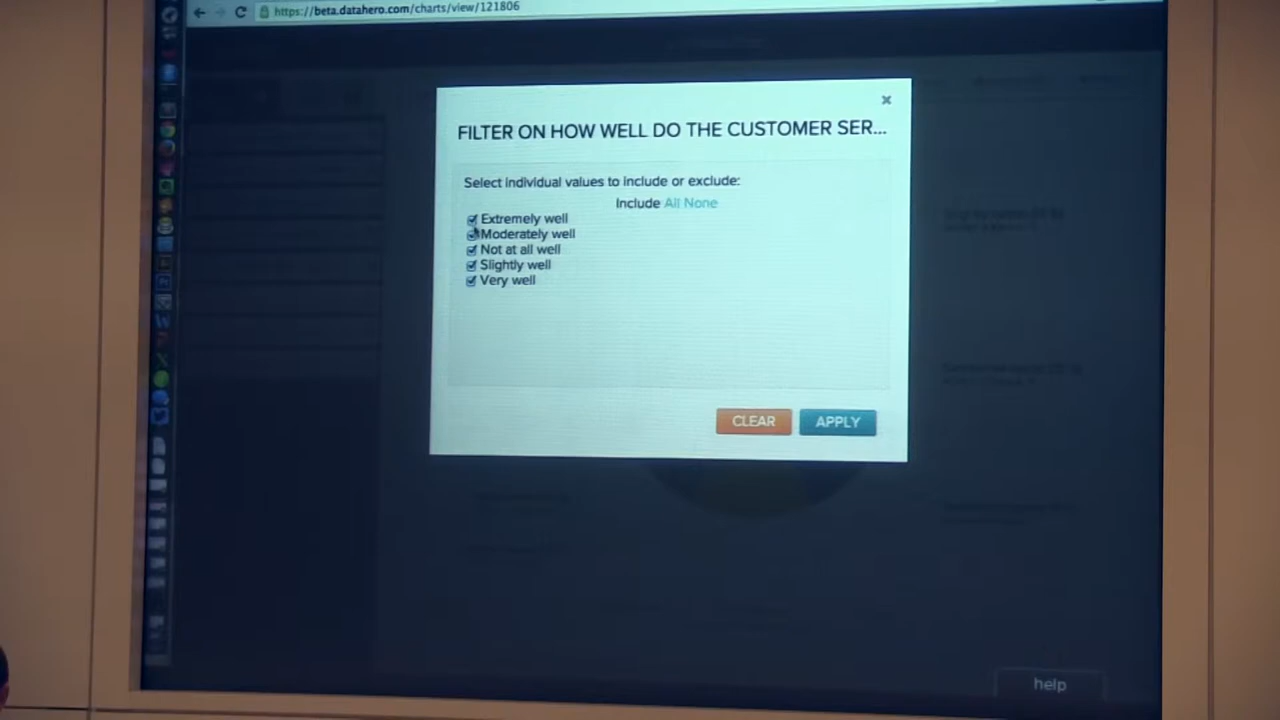 https://beta.datahero.com/charts/view/121806
FILTER ON HOW WELL DO THE CUSTOMER SER...
Select individual values to include or exclude:
Include All None
Extremely well
Moderately well
Not at all well
Slightly well
Very well
CLEAR APPLY
help